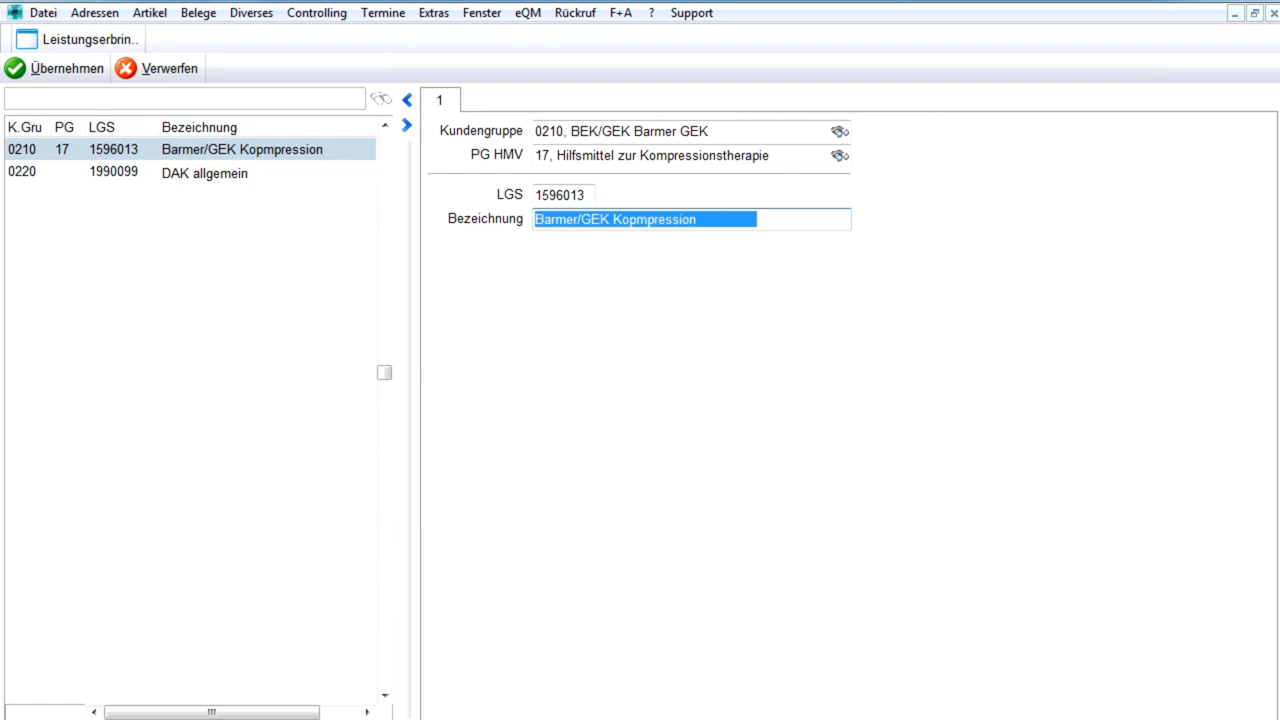 Datei Adressen Artikel Belege Diverses Controlling Termine Extras Fenster eQM Rückruf F+A ? Support
Leistungserbrin..
Übernehmen Verwerfen
1
K.Gru PG LGS Bezeichnung
0210 17 1596013 Barmer/GEK Kopmpression
0220 1990099 DAK allgemein
Kundengruppe 0210, BEK/GEK Barmer GEK
PG HMV 17, Hilfsmittel zur Kompressionstherapie
LGS 1596013
Bezeichnung Barmer/GEK Kopmpression